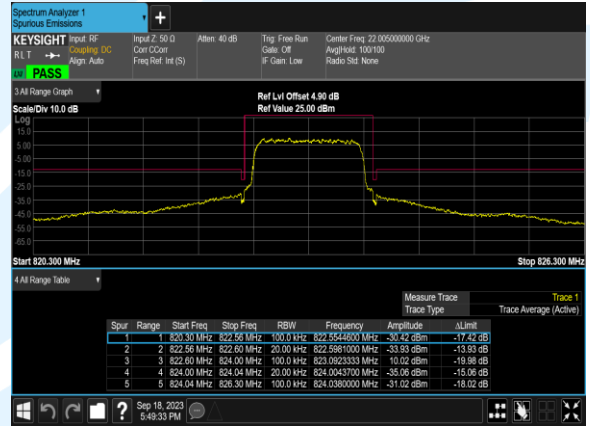 Spectrum Analyzer 1
Spurious Emissions
KEYSIGHT Input: RF Input Z: 50 Ω Atten: 40 dB Trig: Free Run Center Freq: 22.005000000 GHz
RLT Coupling: DC Corr CCorr Gate: Off Avg|Hold: 100/100
Align: Auto Freq Ref: Int (S) IF Gain: Low Radio Std: None
PASS
3 All Range Graph
Ref Lvl Offset 4.90 dB
Scale/Div 10.0 dB Ref Value 25.00 dBm
Log
15.0
5.00
-5.00
-15.0
-25.0
-35.0
-45.0
-55.0
-65.0
Start 820.300 MHz Stop 826.300 MHz
4 All Range Table
Measure Trace Trace 1
Trace Type Trace Average (Active)
Spur Range Start Freq Stop Freq RBW Frequency Amplitude ΔLimit
1 1 820.30 MHz 822.56 MHz 100.0 kHz 822.5544600 MHz -30.42 dBm -17.42 dB
2 2 822.56 MHz 822.60 MHz 20.00 kHz 822.5981000 MHz -33.93 dBm -13.93 dB
3 3 822.60 MHz 824.00 MHz 100.0 kHz 823.0923333 MHz 10.02 dBm -19.98 dB
4 4 824.00 MHz 824.04 MHz 20.00 kHz 824.0043700 MHz -35.06 dBm -15.06 dB
5 5 824.04 MHz 826.30 MHz 100.0 kHz 824.0380000 MHz -31.02 dBm -18.02 dB
Sep 18, 2023
5:49:33 PM